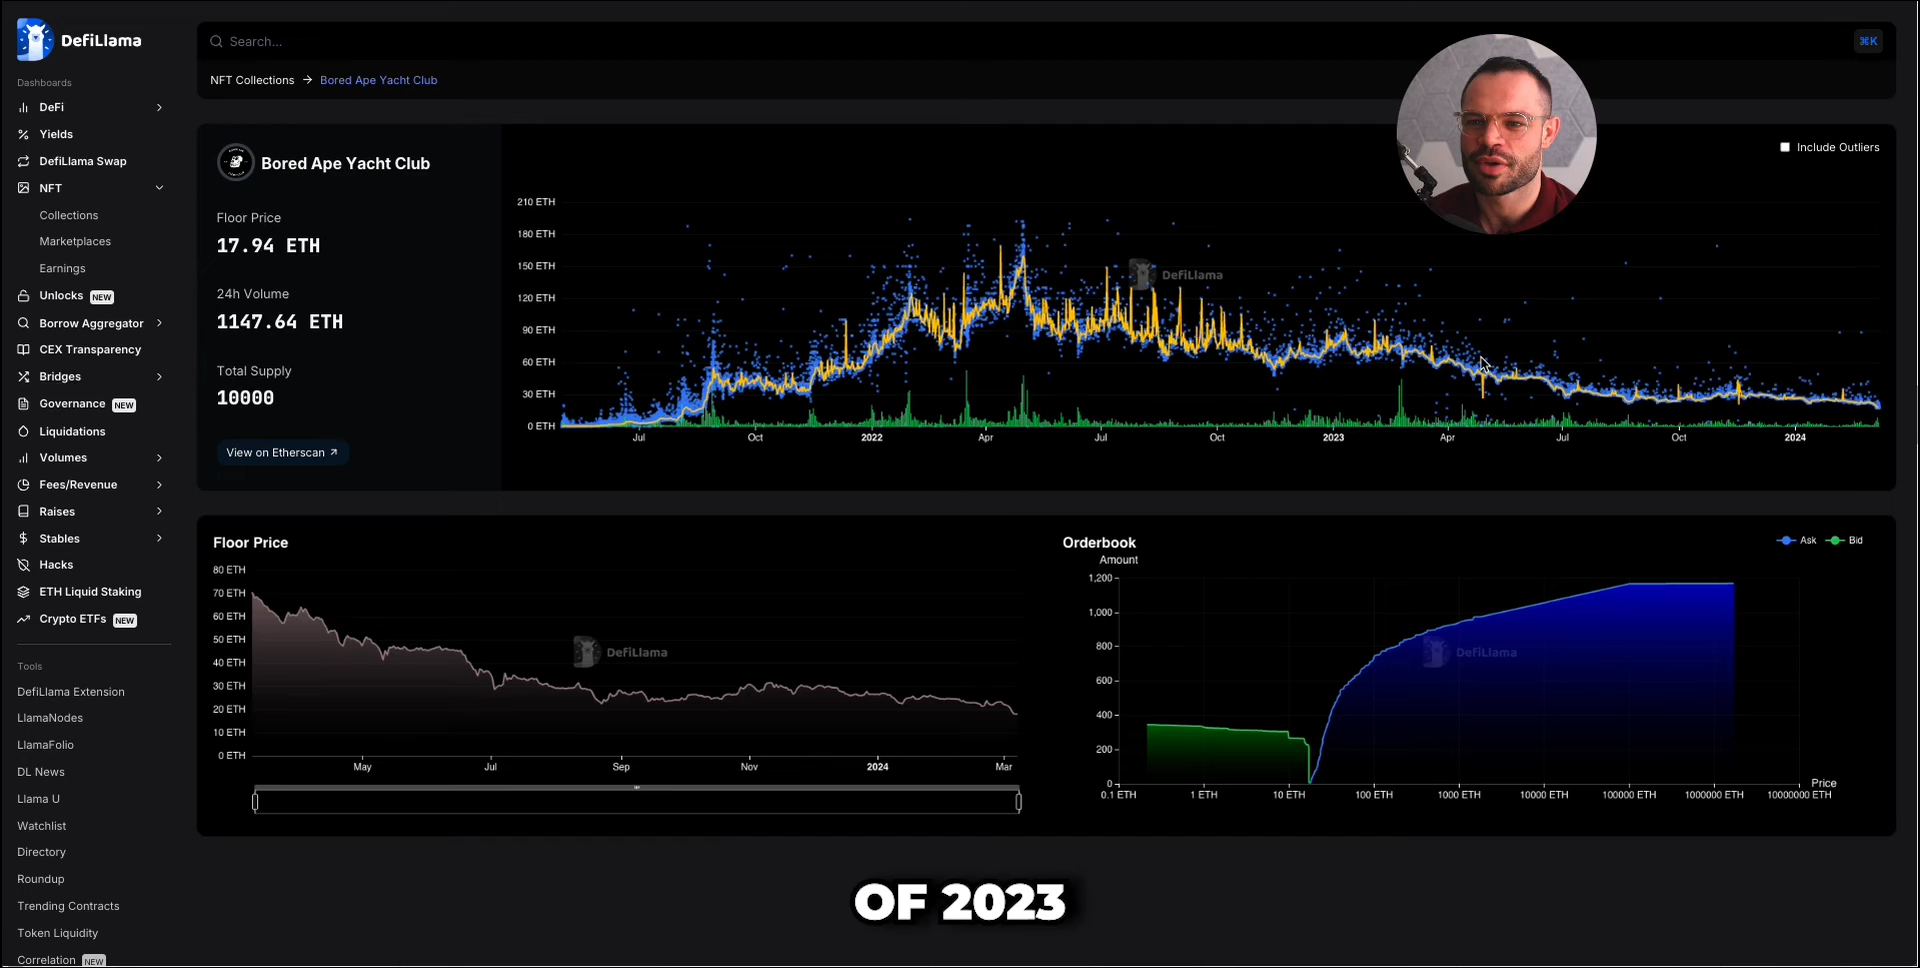 DefiLlama
Dashboards
DeFi
Yields
DefiLlama Swap
NFT
Collections
Marketplaces
Earnings
Unlocks NEW
Borrow Aggregator
CEX Transparency
Bridges
Governance NEW
Liquidations
Volumes
Fees/Revenue
Raises
Stables
Hacks
ETH Liquid Staking
Crypto ETFs NEW
Tools
DefiLlama Extension
LlamaNodes
LlamaFolio
DL News
Llama U
Watchlist
Directory
Roundup
Trending Contracts
Token Liquidity
Correlation NEW
Search...
⌘K
NFT Collections → Bored Ape Yacht Club
Bored Ape Yacht Club
Floor Price
17.94 ETH
24h Volume
1147.64 ETH
Total Supply
10000
View on Etherscan ↗
Include Outliers
210 ETH
180 ETH
150 ETH
120 ETH
90 ETH
60 ETH
30 ETH
0 ETH
DefiLlama
Jul Oct 2022 Apr Jul Oct 2023 Apr Jul Oct 2024
Floor Price
80 ETH
70 ETH
60 ETH
50 ETH
40 ETH
30 ETH
20 ETH
10 ETH
0 ETH
DefiLlama
May Jul Sep Nov 2024 Mar
Orderbook
Ask Bid
Amount
1,200
1,000
800
600
400
200
0
DefiLlama
Price
0.1 ETH 1 ETH 10 ETH 100 ETH 1000 ETH 10000 ETH 100000 ETH 1000000 ETH 10000000 ETH
OF 2023